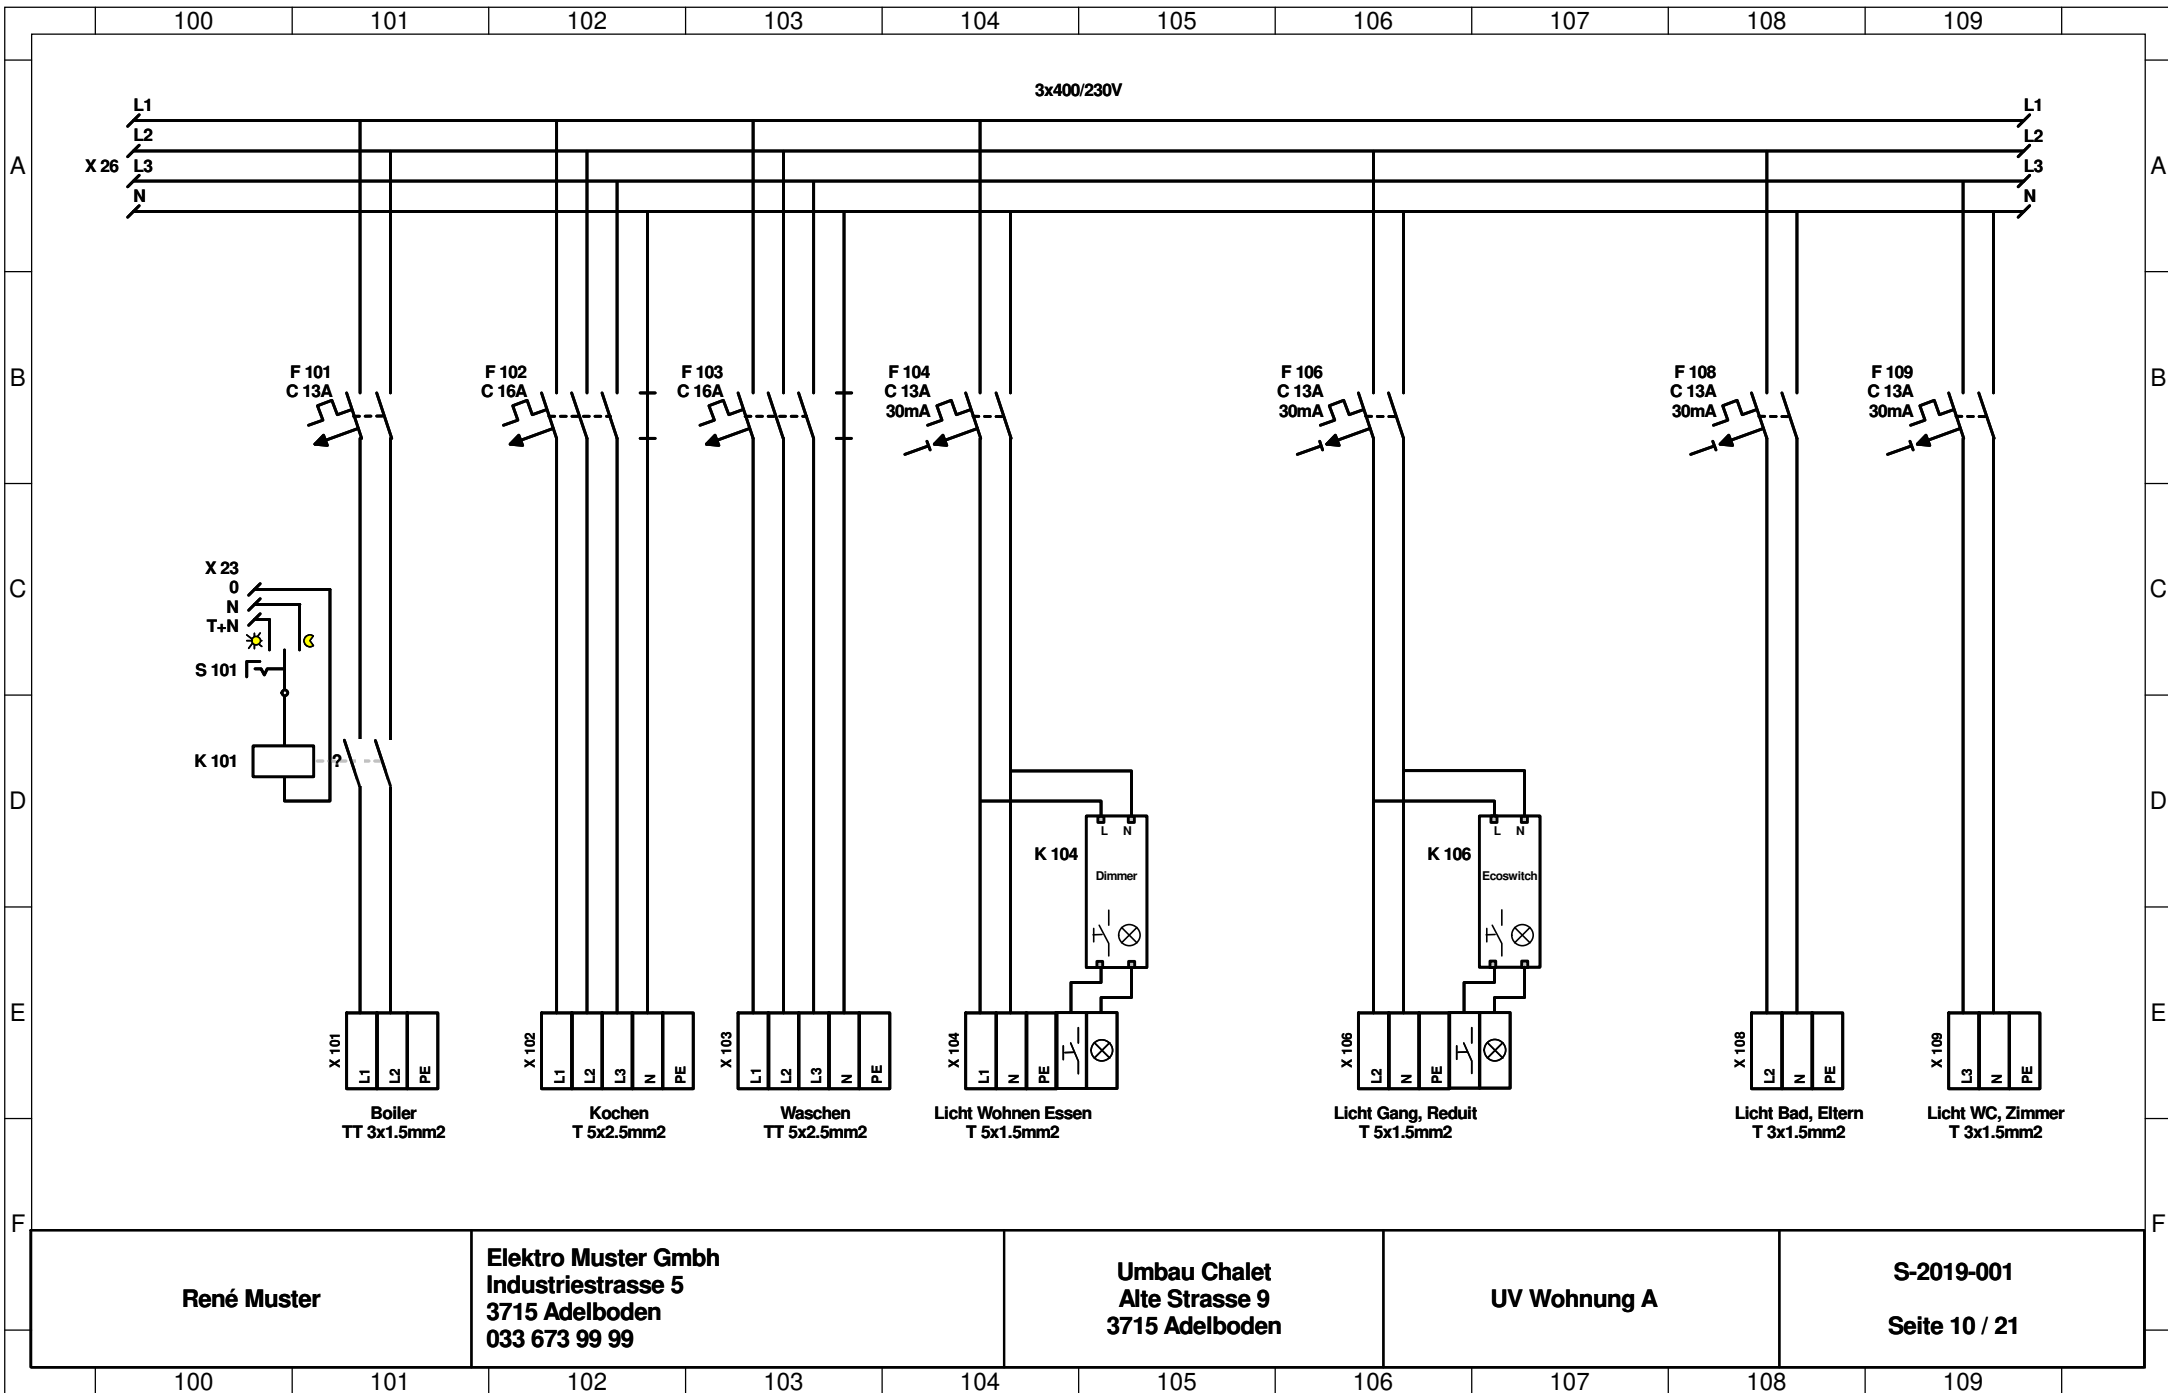 100 101 102 103 104 105 106 107 108 109
3x400/230V
L1 L1
L2 L2
A X 26 L3 L3 A
N N
B B
F 101 F 102 F 103 F 104 F 106 F 108 F 109
C 13A C 16A C 16A C 13A C 13A C 13A C 13A
30mA 30mA 30mA 30mA
X 23
C 0 C
N
T+N
S 101
K 101 ?
D D
L N L N
K 104 K 106
Dimmer Ecoswitch
E E
X 101 L1 L2 PE
X 102 L1 L2 L3 N PE
X 103 L1 L2 L3 N PE
X 104 L1 N PE
X 106 L2 N PE
X 108 L2 N PE
X 109 L3 N PE
Boiler Kochen Waschen Licht Wohnen Essen Licht Gang, Reduit Licht Bad, Eltern Licht WC, Zimmer
TT 3x1.5mm2 T 5x2.5mm2 TT 5x2.5mm2 T 5x1.5mm2 T 5x1.5mm2 T 3x1.5mm2 T 3x1.5mm2
F F
René Muster
Elektro Muster Gmbh
Industriestrasse 5
3715 Adelboden
033 673 99 99
Umbau Chalet
Alte Strasse 9
3715 Adelboden
UV Wohnung A
S-2019-001
Seite 10 / 21
100 101 102 103 104 105 106 107 108 109